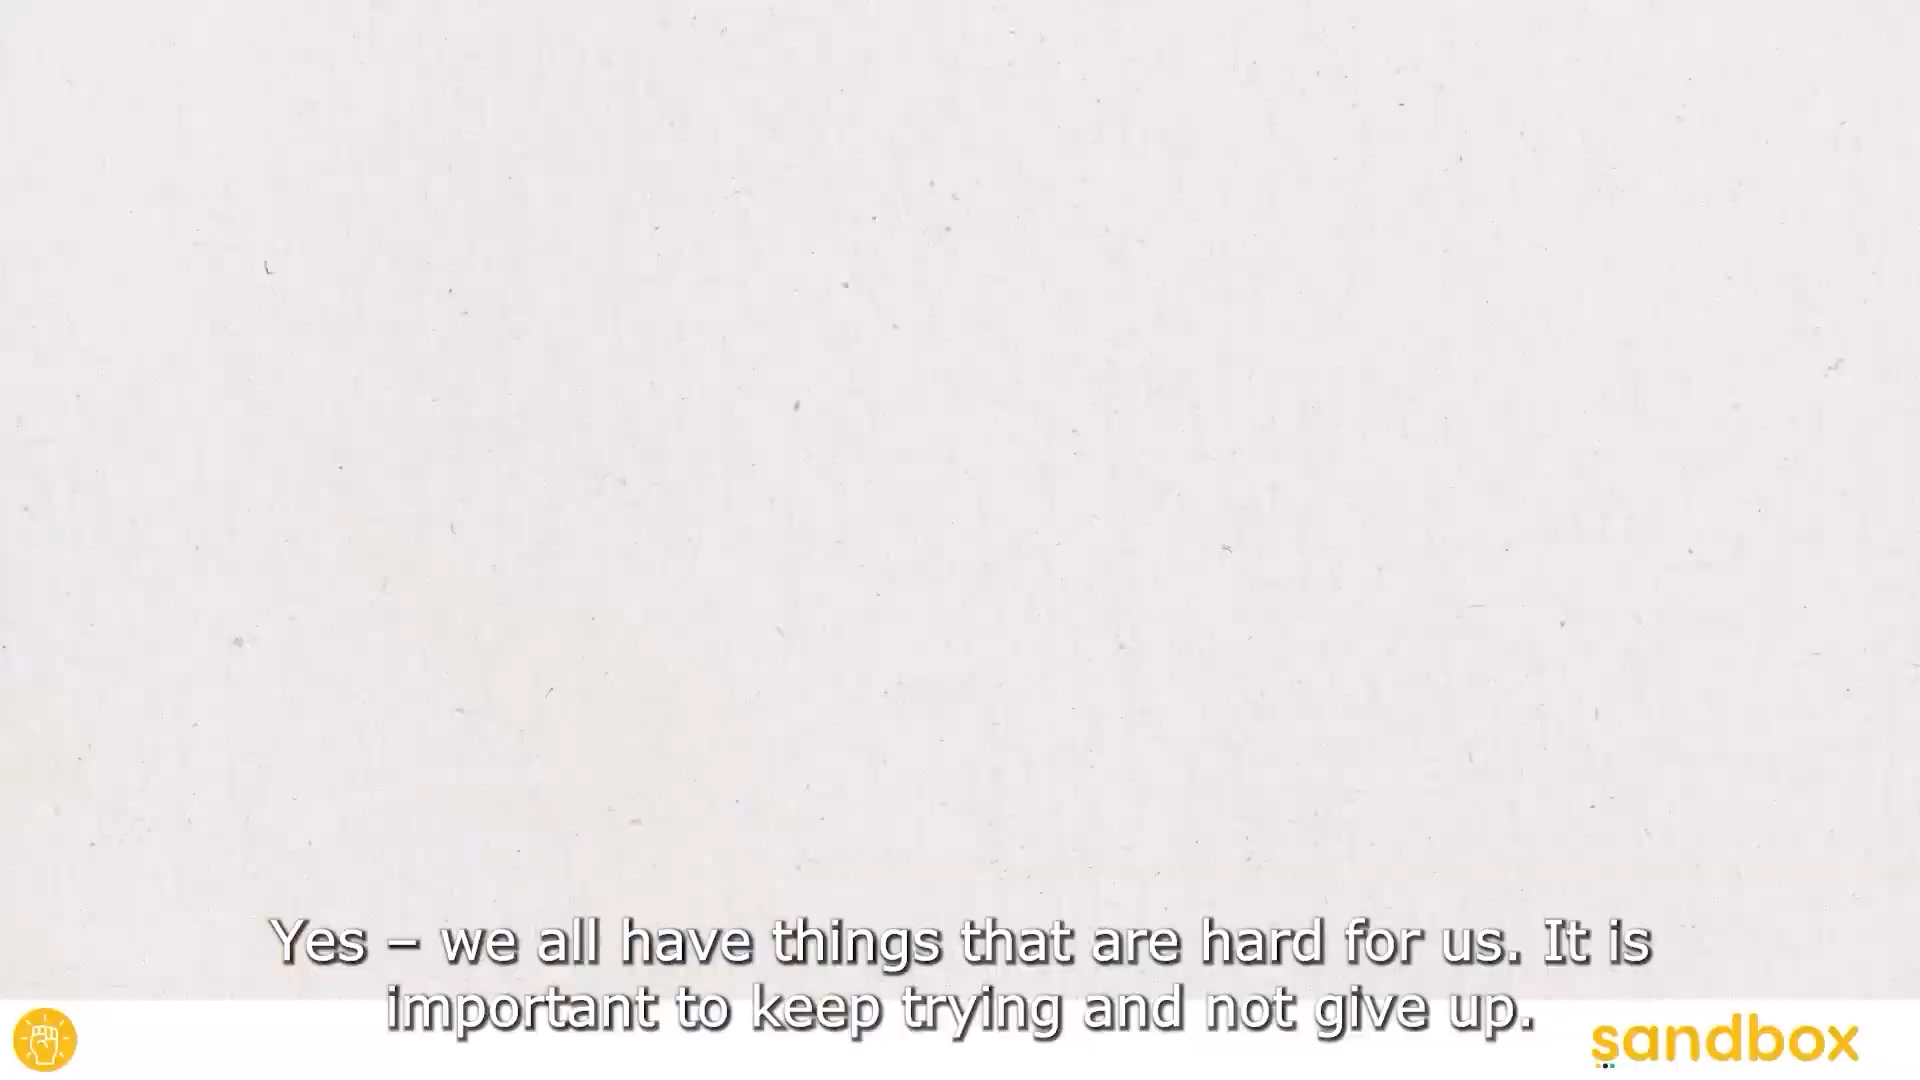 Yes – we all have things that are hard for us. It is
important to keep trying and not give up.
sandbox